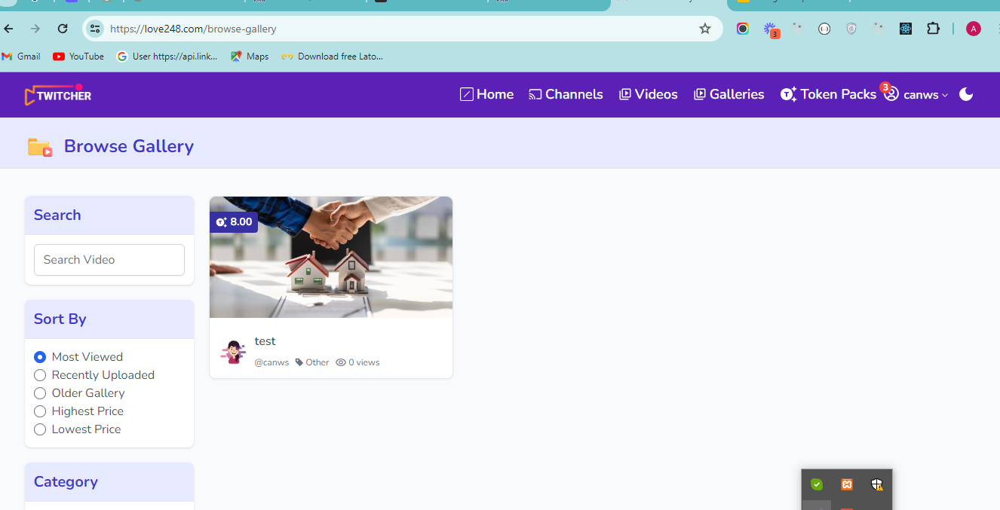 https://love248.com/browse-gallery
3
A
Gmail
YouTube
User https://api.link...
Maps
Download free Lato...
TWITCHER
Home
Channels
Videos
Galleries
Token Packs
3
canws
Browse Gallery
Search
Search Video
Sort By
Most Viewed
Recently Uploaded
Older Gallery
Highest Price
Lowest Price
Category
8.00
test
@canws
Other
0 views